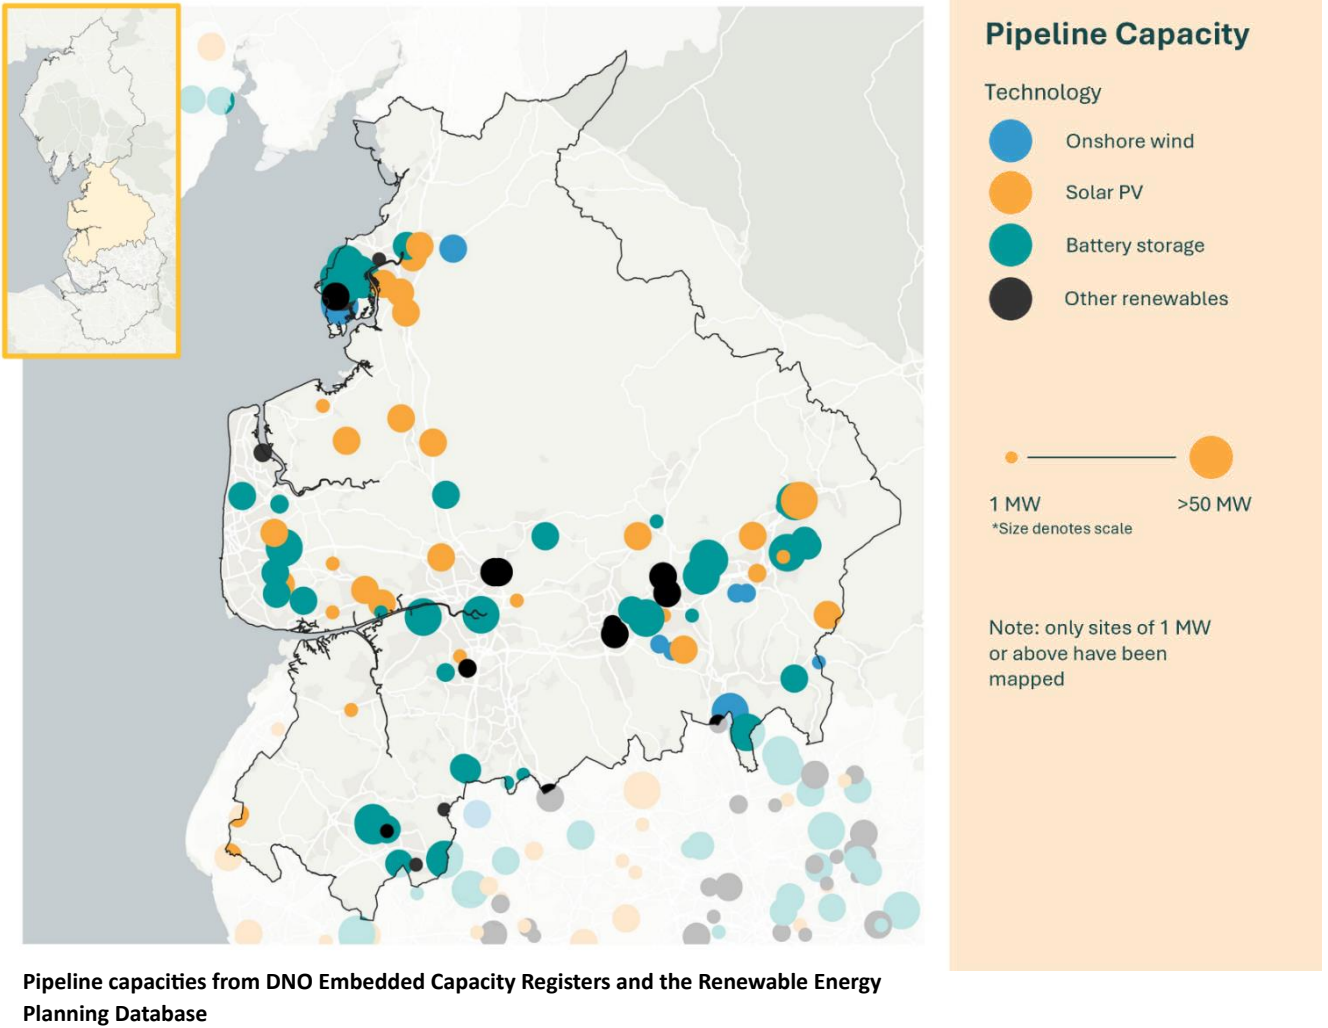 Pipeline Capacity
Technology
Onshore wind
Solar PV
Battery storage
Other renewables
1 MW
>50 MW
*Size denotes scale
Note: only sites of 1 MW
or above have been
mapped
Pipeline capacities from DNO Embedded Capacity Registers and the Renewable Energy
Planning Database